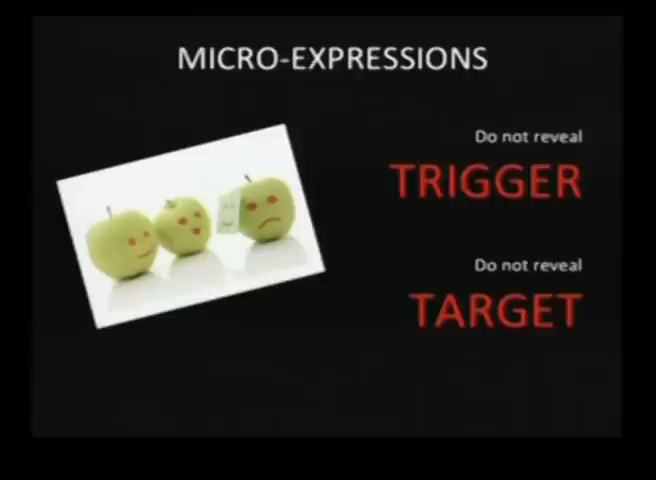 MICRO-EXPRESSIONS
Do not reveal
TRIGGER
Do not reveal
TARGET